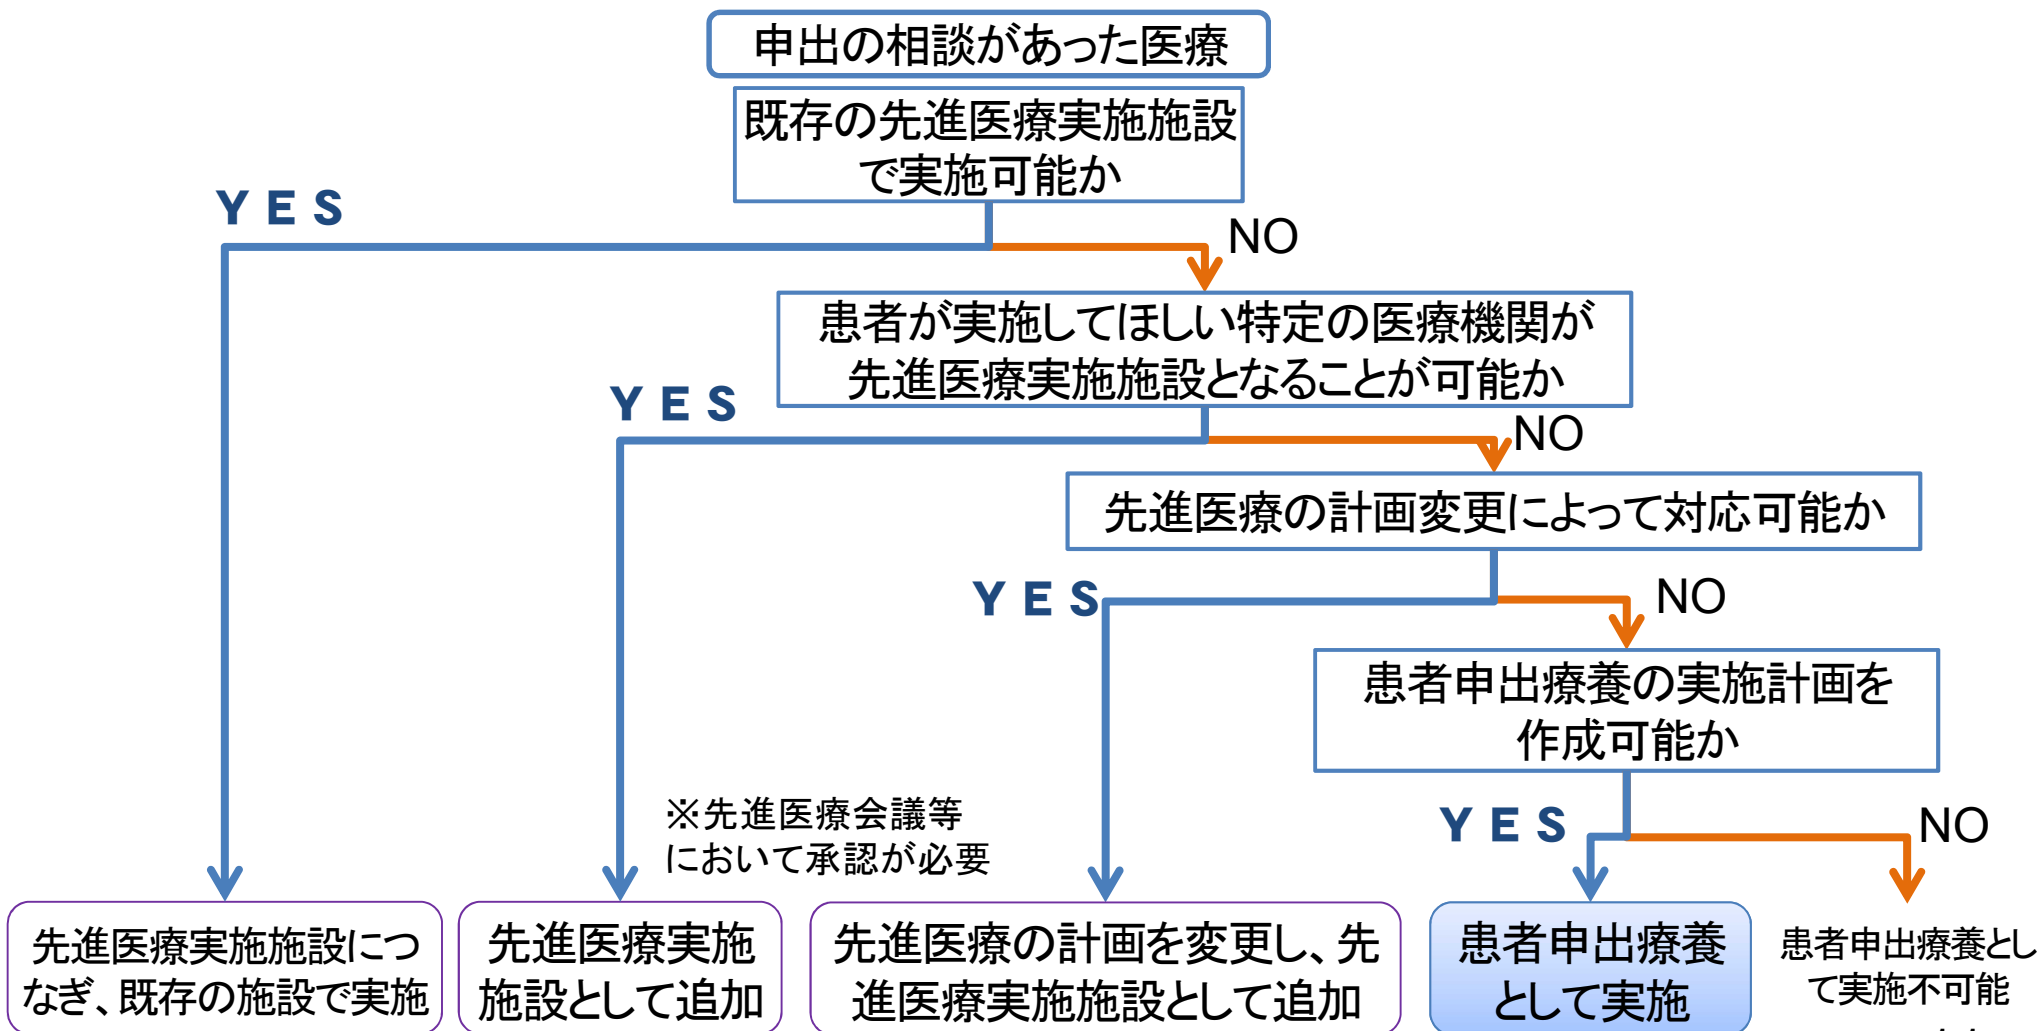 申出の相談があった医療
既存の先進医療実施施設
で実施可能か
YES
NO
患者が実施してほしい特定の医療機関が
先進医療実施施設となることが可能か
YES
NO
先進医療の計画変更によって対応可能か
YES
NO
患者申出療養の実施計画を
作成可能か
YES
NO
※先進医療会議等
において承認が必要
先進医療実施施設につ
なぎ、既存の施設で実施
先進医療実施
施設として追加
先進医療の計画を変更し、先
進医療実施施設として追加
患者申出療養
として実施
患者申出療養とし
て実施不可能